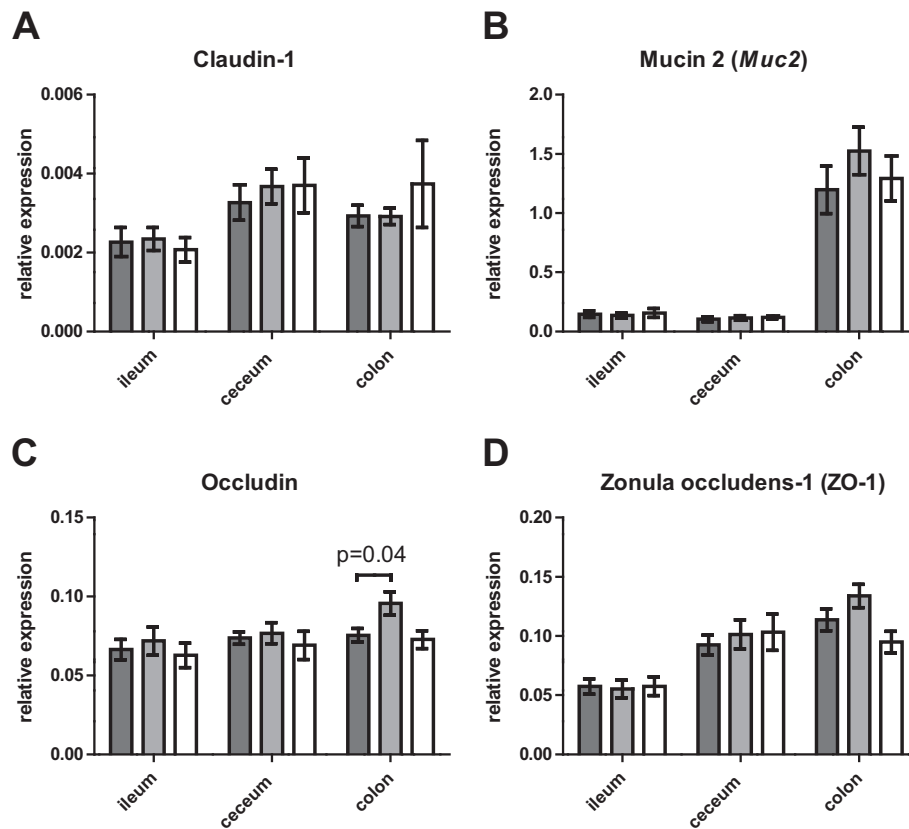 A
Claudin-1
relative expression
0.006
0.004
0.002
0.000
ileum
ceceum
colon
B
Mucin 2 (Muc2)
relative expression
2.0
1.5
1.0
0.5
0.0
ileum
ceceum
colon
C
Occludin
relative expression
0.15
0.10
0.05
0.00
p=0.04
ileum
ceceum
colon
D
Zonula occludens-1 (ZO-1)
relative expression
0.20
0.15
0.10
0.05
0.00
ileum
ceceum
colon